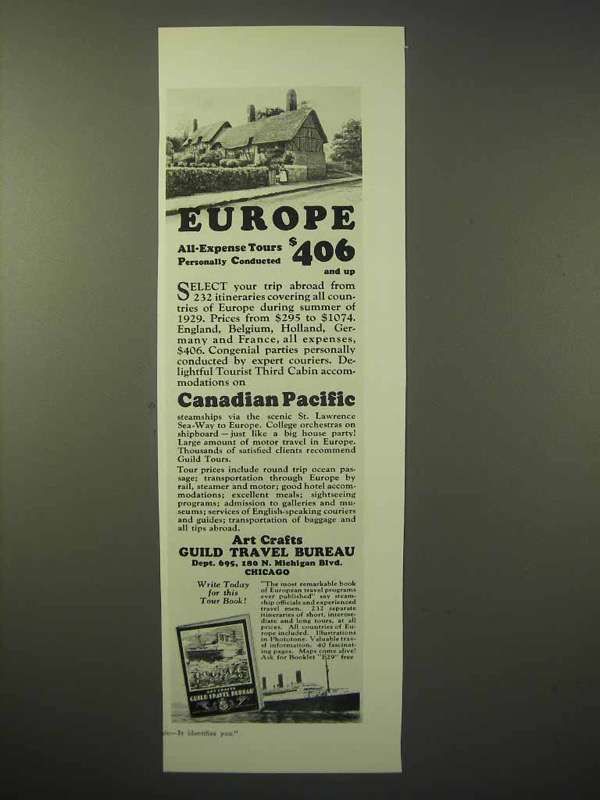 EUROPE
All-Expense Tours
Personally Conducted
$406
and up
SELECT your trip abroad from
232 itineraries covering all coun-
tries of Europe during summer of
1929. Prices from $295 to $1074.
England, Belgium, Holland, Ger-
many and France, all expenses,
$406. Congenial parties personally
conducted by expert couriers. De-
lightful Tourist Third Cabin accom-
modations on
Canadian Pacific
steamships via the scenic St. Lawrence
Sea-Way to Europe. College orchestras on
shipboard—just like a big house party!
Large amount of motor travel in Europe.
Thousands of satisfied clients recommend
Guild Tours.
Tour prices include round trip ocean pas-
sage; transportation through Europe by
rail, steamer and motor; good hotel accom-
modations; excellent meals; sightseeing
programs; admission to galleries and mu-
seums; services of English-speaking couriers
and guides; transportation of baggage and
all tips abroad.
Art Crafts
GUILD TRAVEL BUREAU
Dept. 695, 180 N. Michigan Blvd.
CHICAGO
Write Today
for this
Tour Book!
"The most remarkable book
of European travel programs
ever published" say steam-
ship officials and experienced
travel men. 232 separate
itineraries of short, interme-
diate and long tours, at all
prices. All countries of Eu-
rope included. Illustrations
in Phototone. Valuable trav-
el information. 40 fascinat-
ing pages. Maps come alive!
Ask for Booklet "E29" free
ART CRAFTS
GUILD TRAVEL BUREAU
—It identifies you."